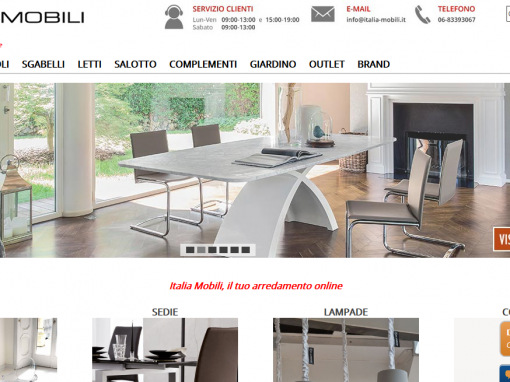 MOBILI
SERVIZIO CLIENTI
Lun-Ven 09:00-13:00 e 15:00-19:00
Sabato 09:00-13:00
E-MAIL
info@italia-mobili.it
TELEFONO
06-83393067
SGABELLI LETTI SALOTTO COMPLEMENTI GIARDINO OUTLET BRAND
VIS
Italia Mobili, il tuo arredamento online
SEDIE
LAMPADE